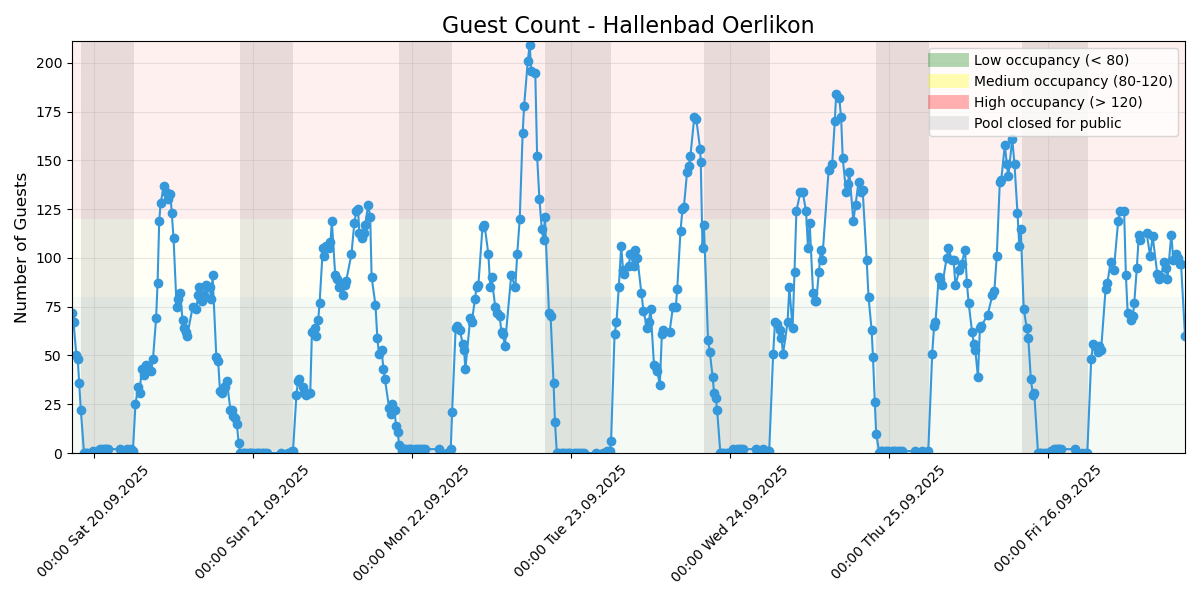 Guest Count - Hallenbad Oerlikon
Number of Guests
200
175
150
125
100
75
50
25
0
Low occupancy (< 80)
Medium occupancy (80-120)
High occupancy (> 120)
Pool closed for public
00:00 Sat 20.09.2025
00:00 Sun 21.09.2025
00:00 Mon 22.09.2025
00:00 Tue 23.09.2025
00:00 Wed 24.09.2025
00:00 Thu 25.09.2025
00:00 Fri 26.09.2025